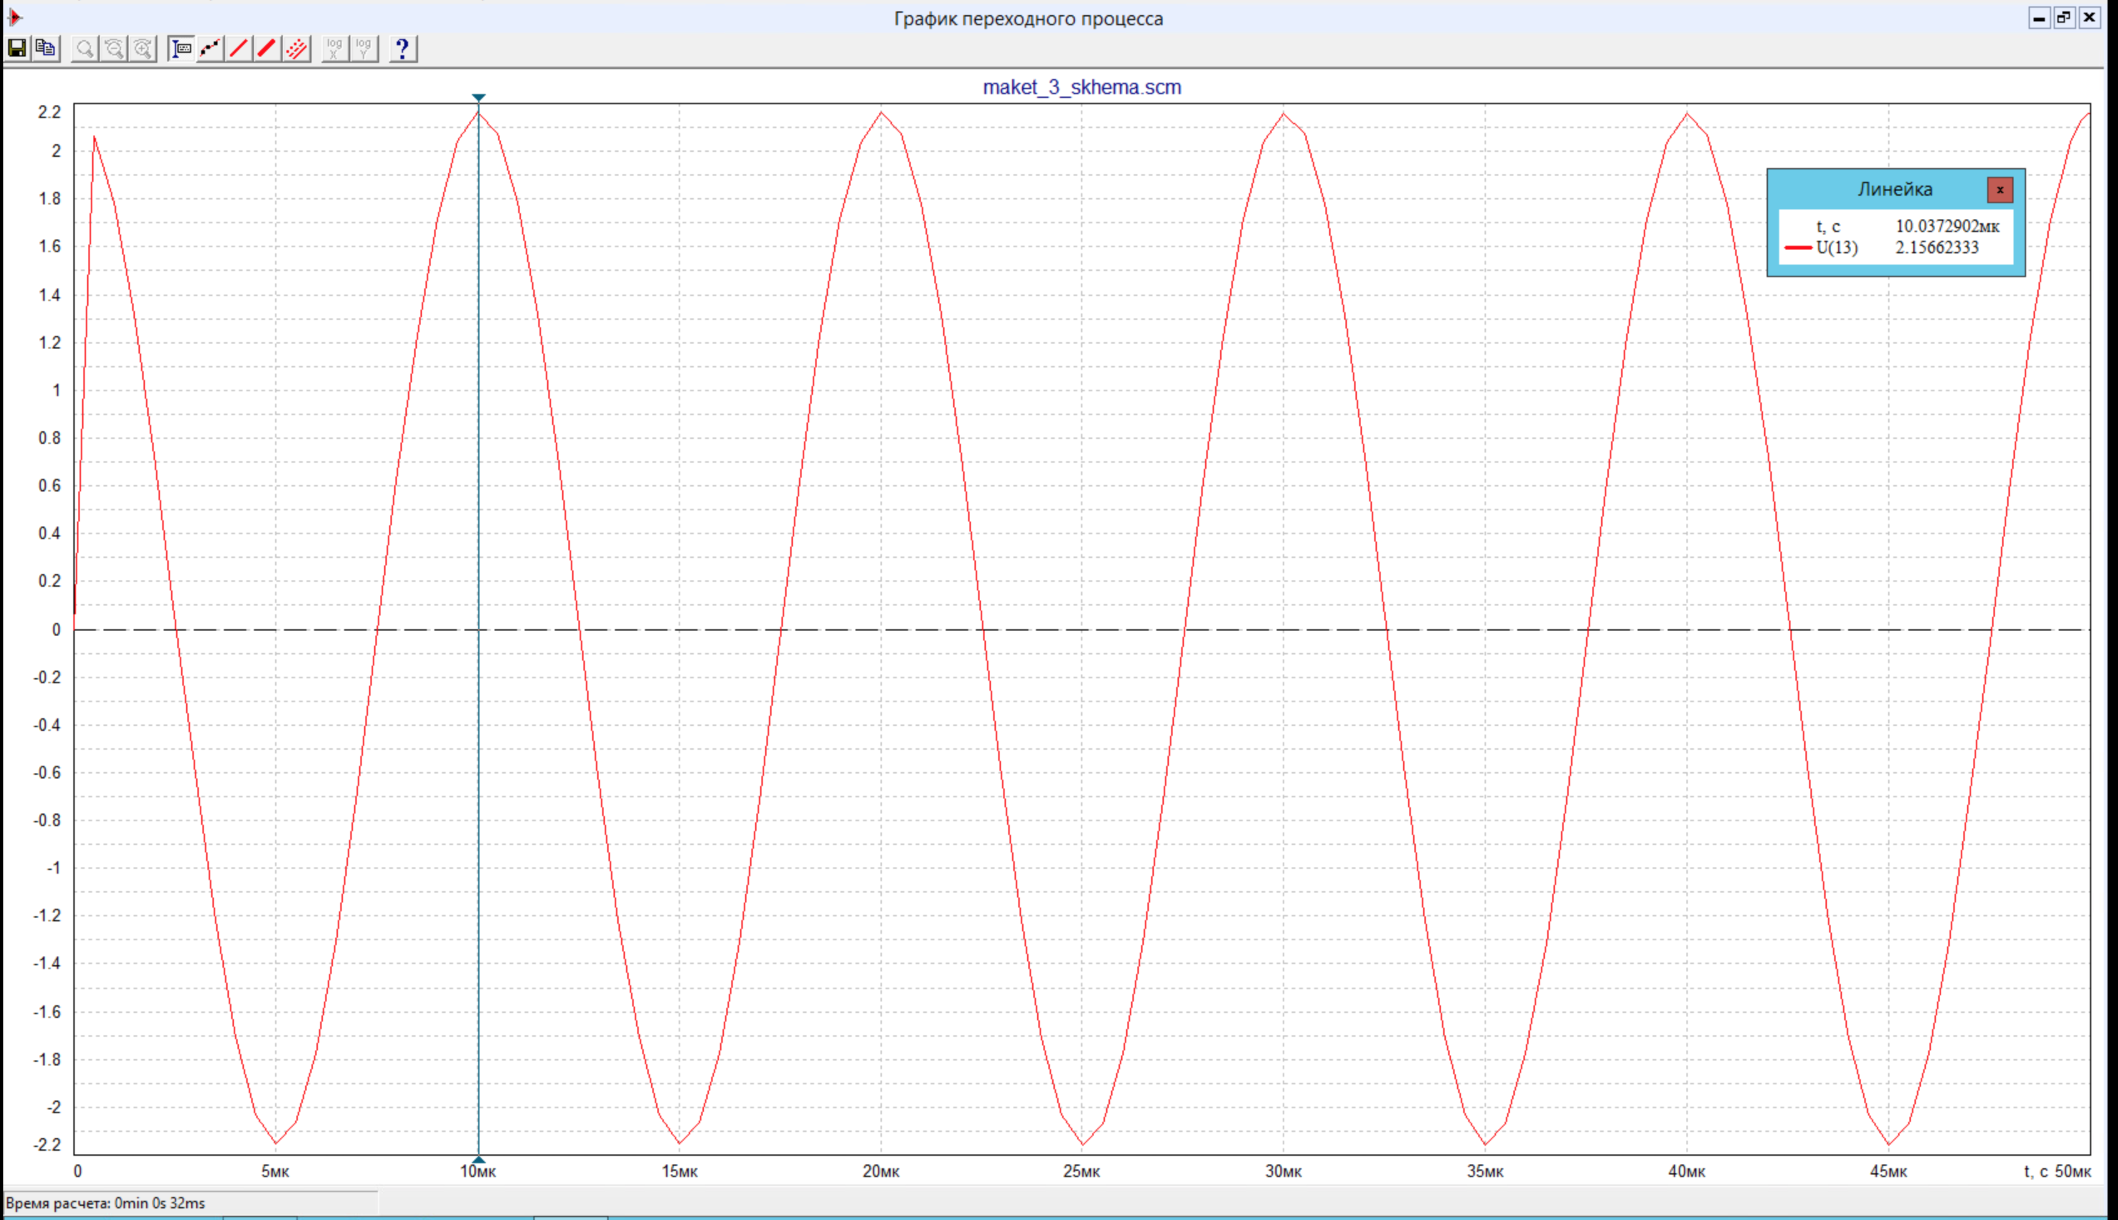 График переходного процесса
log X log Y ?
maket_3_skhema.scm
2.2
2
1.8
1.6
1.4
1.2
1
0.8
0.6
0.4
0.2
0
-0.2
-0.4
-0.6
-0.8
-1
-1.2
-1.4
-1.6
-1.8
-2
-2.2
Линейка x
t, с 10.0372902мк
U(13) 2.15662333
0 5мк 10мк 15мк 20мк 25мк 30мк 35мк 40мк 45мк t, с 50мк
Время расчета: 0min 0s 32ms